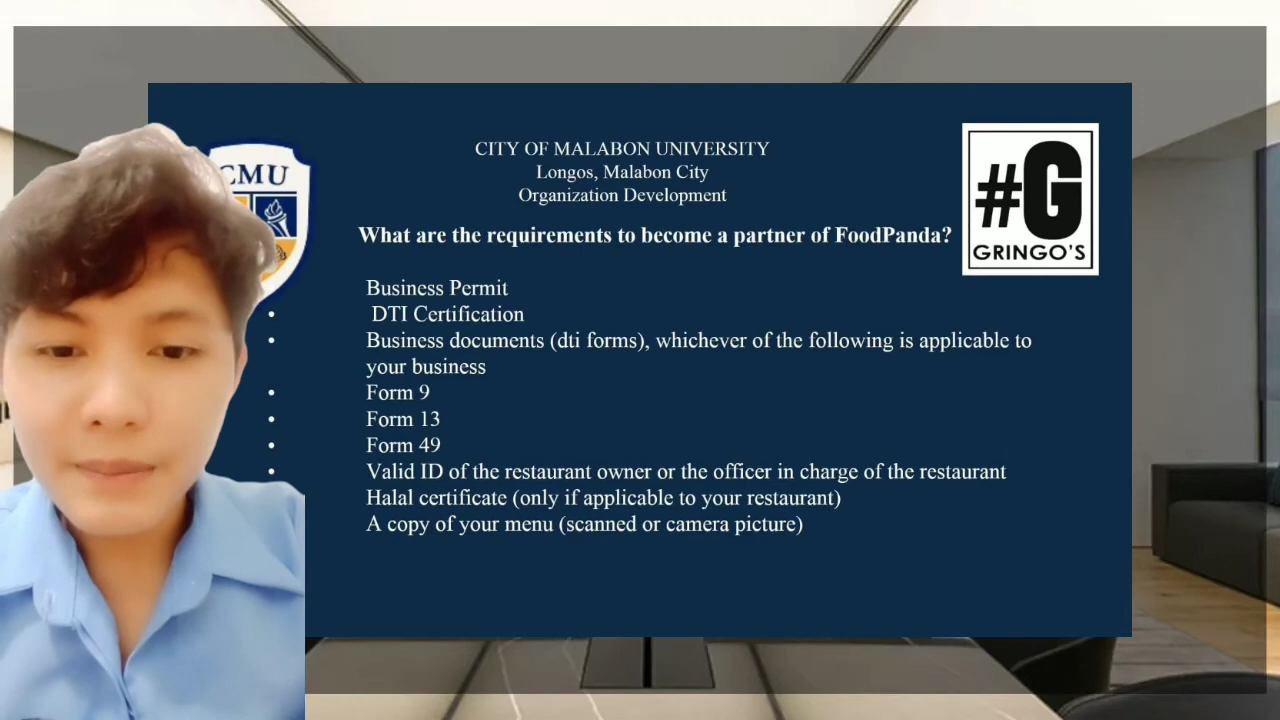 CMU
CITY OF MALABON UNIVERSITY
Longos, Malabon City
Organization Development
#G
GRINGO'S
What are the requirements to become a partner of FoodPanda?
Business Permit
• DTI Certification
• Business documents (dti forms), whichever of the following is applicable to
your business
• Form 9
• Form 13
• Form 49
• Valid ID of the restaurant owner or the officer in charge of the restaurant
Halal certificate (only if applicable to your restaurant)
A copy of your menu (scanned or camera picture)